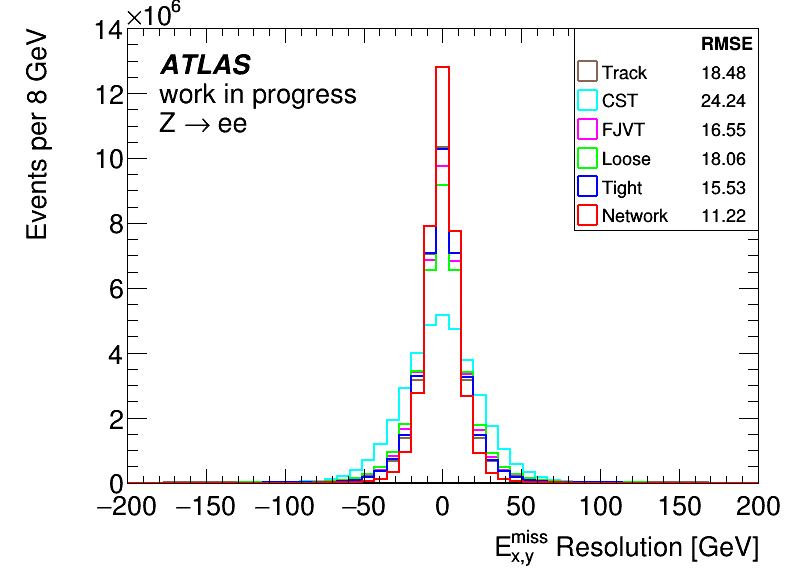 ×10⁶
Events per 8 GeV
14
12
10
8
6
4
2
0
ATLAS
work in progress
Z → ee
RMSE
Track 18.48
CST 24.24
FJVT 16.55
Loose 18.06
Tight 15.53
Network 11.22
−200 −150 −100 −50 0 50 100 150 200
E^miss_x,y Resolution [GeV]